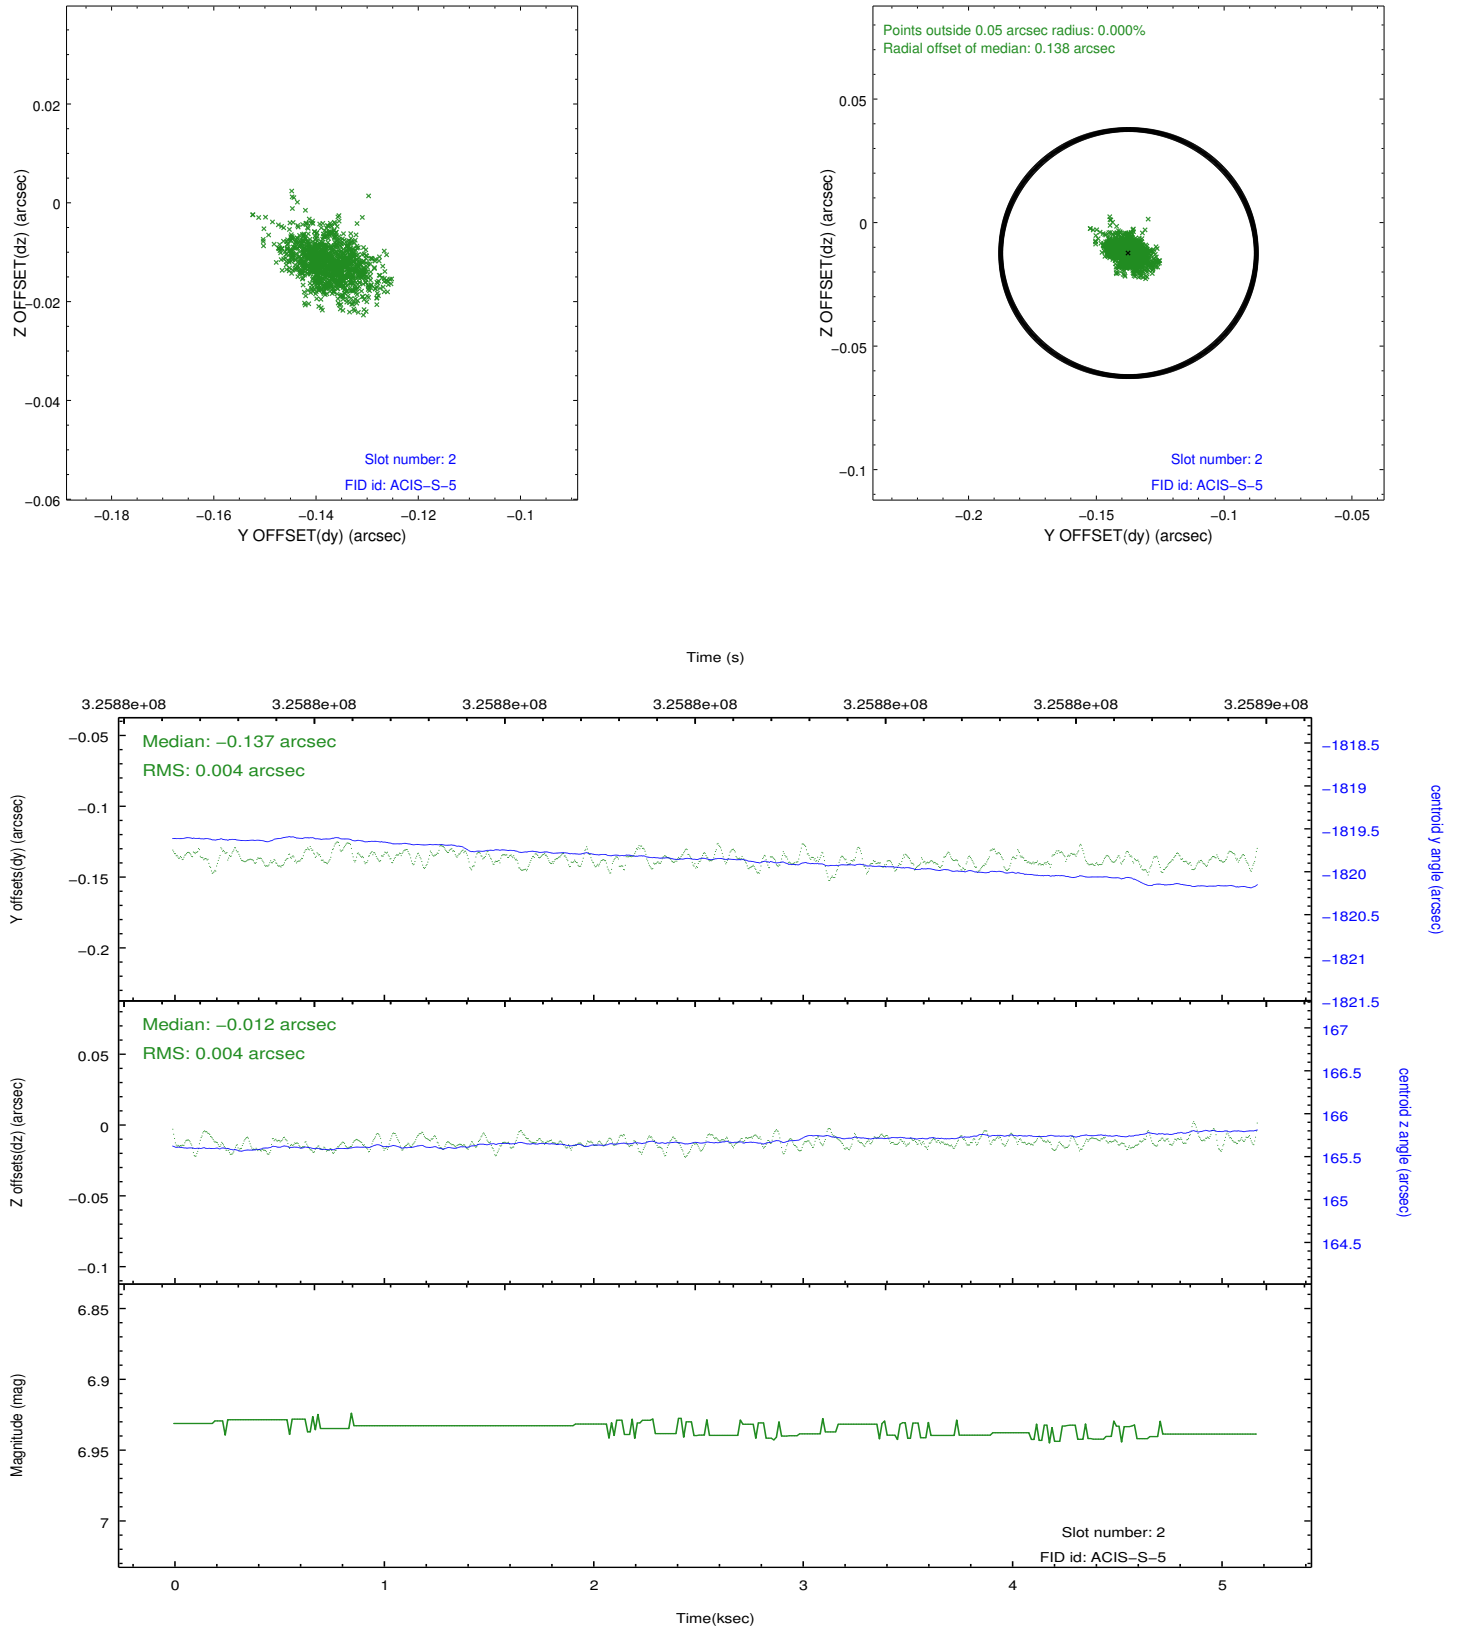 0.02
0
−0.02
−0.04
−0.06
Z OFFSET(dz) (arcsec)
Slot number: 2
FID id: ACIS−S−5
−0.18
−0.16
−0.14
−0.12
−0.1
Y OFFSET(dy) (arcsec)
Points outside 0.05 arcsec radius: 0.000%
Radial offset of median: 0.138 arcsec
0.05
0
−0.05
−0.1
Z OFFSET(dz) (arcsec)
Slot number: 2
FID id: ACIS−S−5
−0.2
−0.15
−0.1
−0.05
Y OFFSET(dy) (arcsec)
Time (s)
3.2588e+08
3.2588e+08
3.2588e+08
3.2588e+08
3.2588e+08
3.2588e+08
3.2589e+08
Median: −0.137 arcsec
RMS: 0.004 arcsec
−0.05
−0.1
−0.15
−0.2
Y offsets(dy) (arcsec)
−1818.5
−1819
−1819.5
−1820
−1820.5
−1821
−1821.5
centroid y angle (arcsec)
Median: −0.012 arcsec
RMS: 0.004 arcsec
0.05
0
−0.05
−0.1
Z offsets(dz) (arcsec)
167
166.5
166
165.5
165
164.5
centroid z angle (arcsec)
6.85
6.9
6.95
7
Magnitude (mag)
Slot number: 2
FID id: ACIS−S−5
0
1
2
3
4
5
Time(ksec)